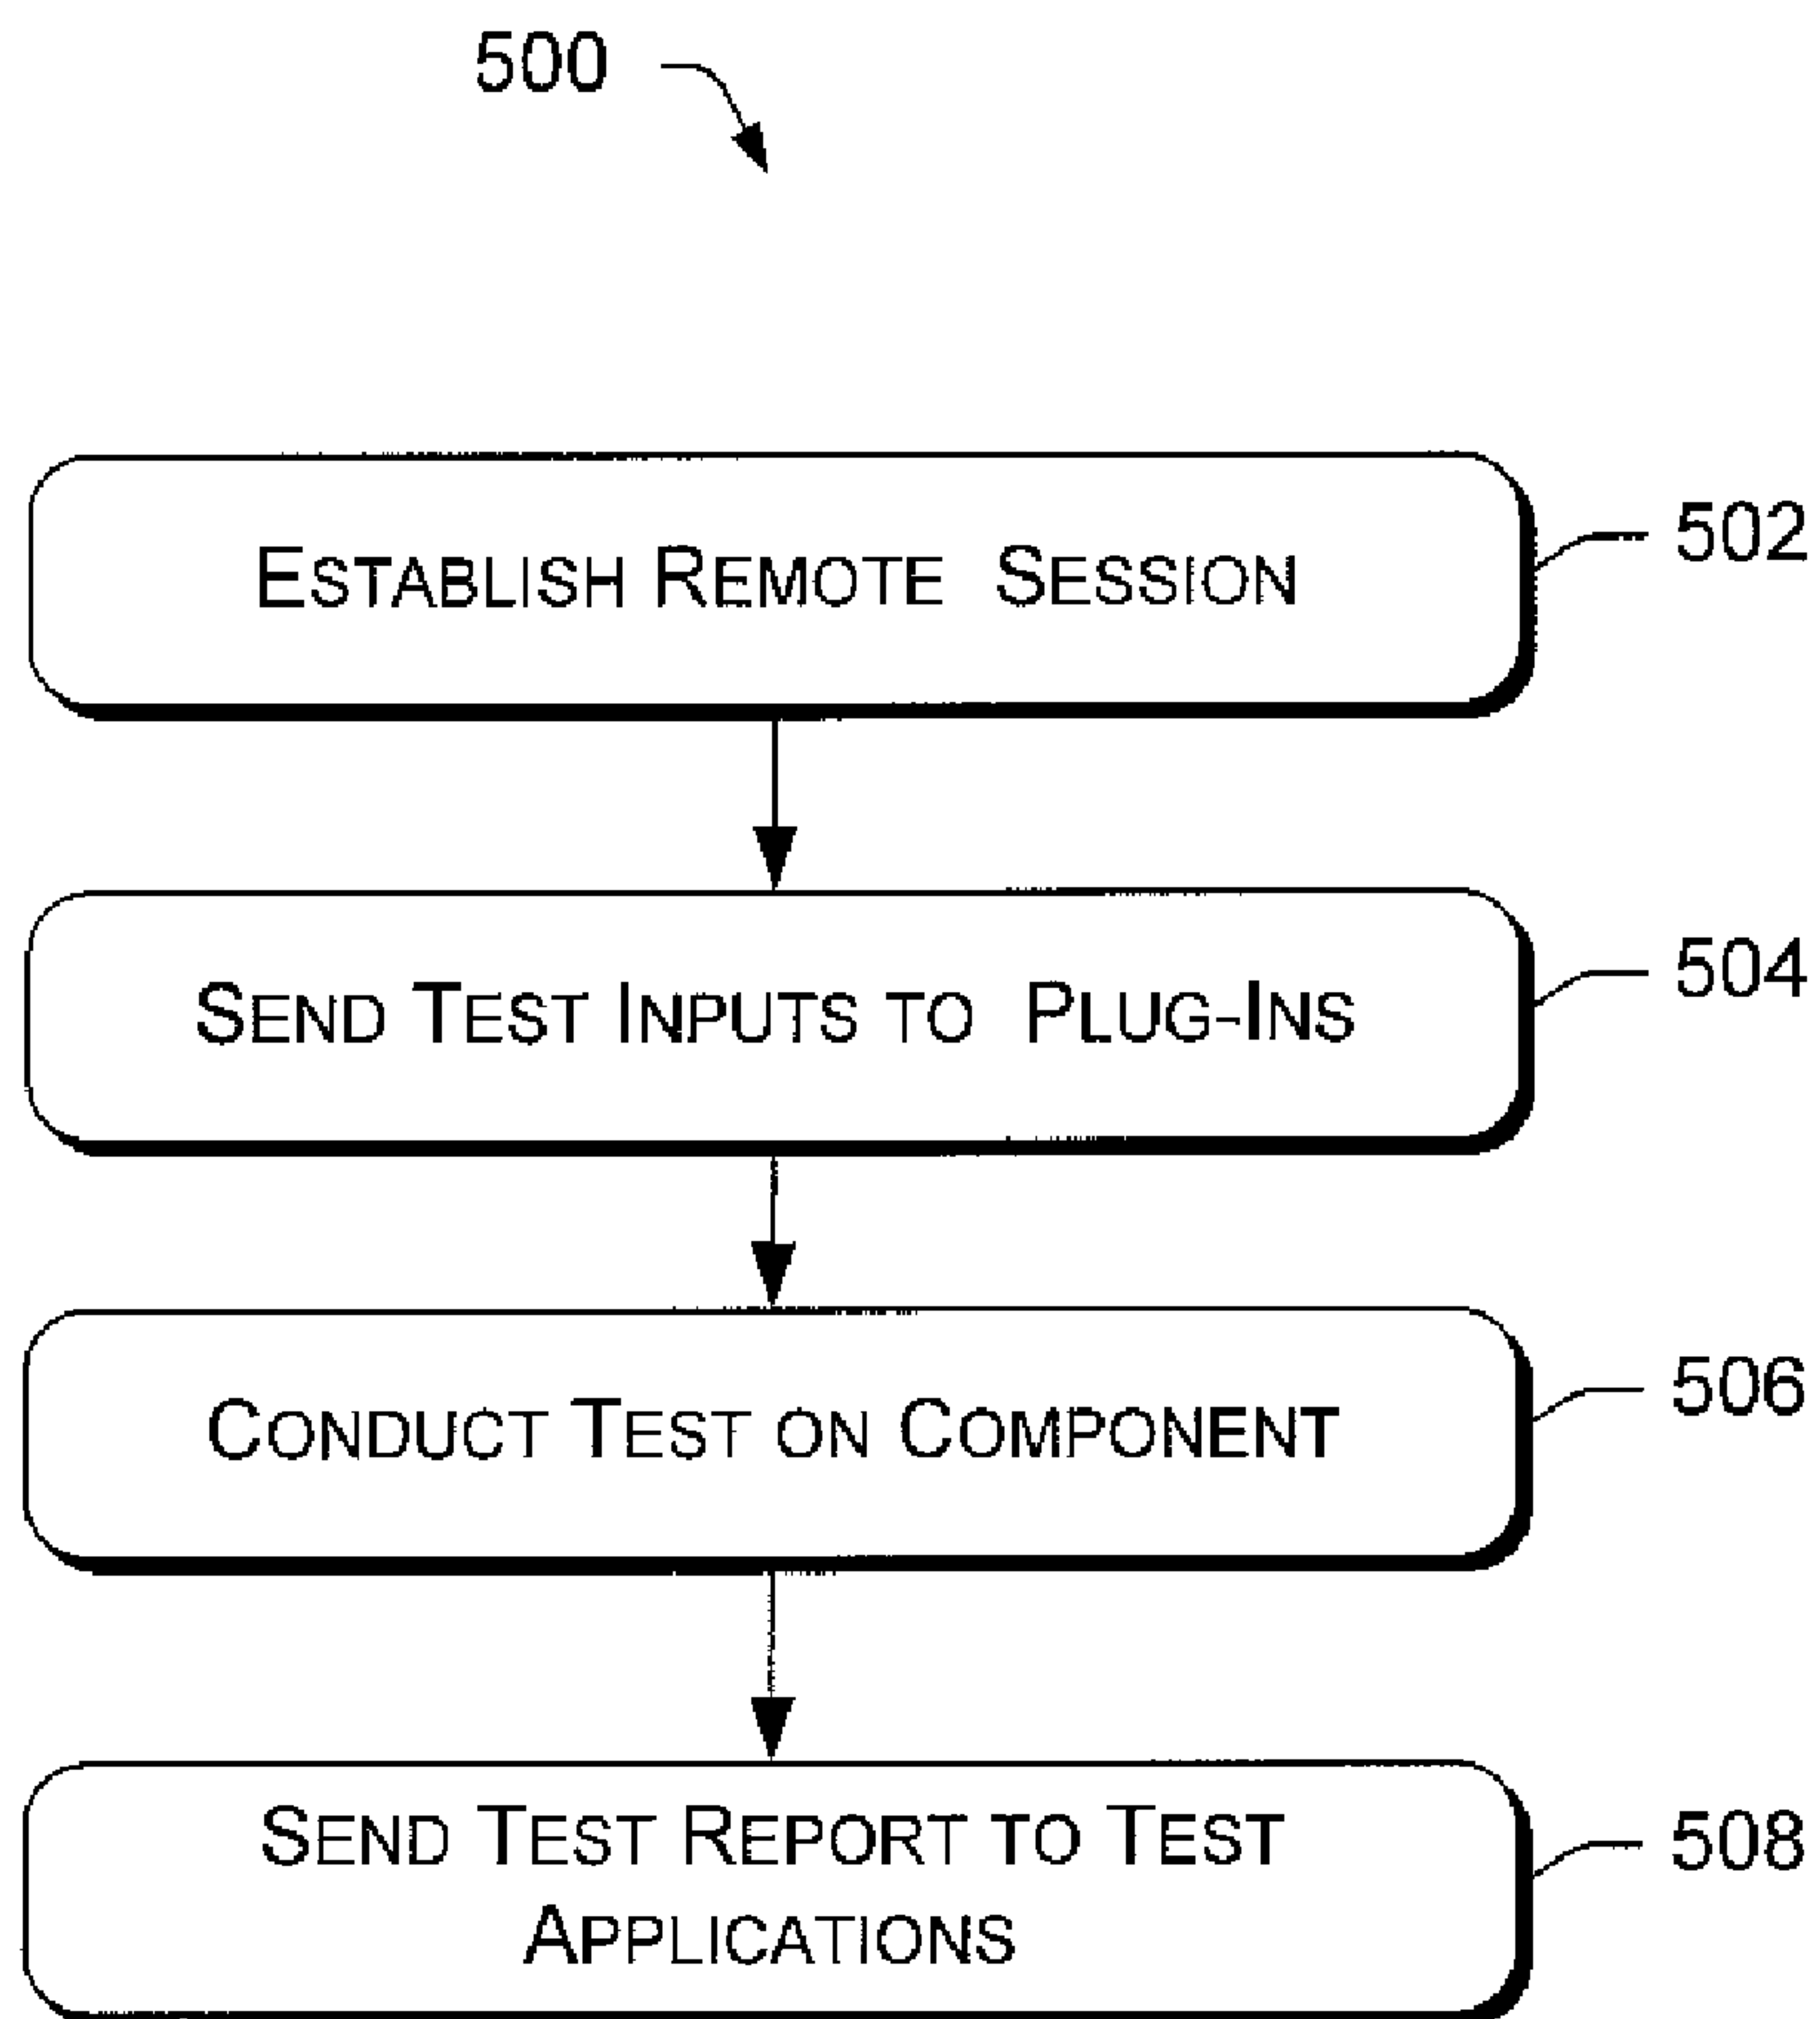 500
ESTABLISH REMOTE SESSION
502
SEND TEST INPUTS TO PLUG-INS
504
CONDUCT TEST ON COMPONENT
506
SEND TEST REPORT TO TEST
APPLICATIONS
508